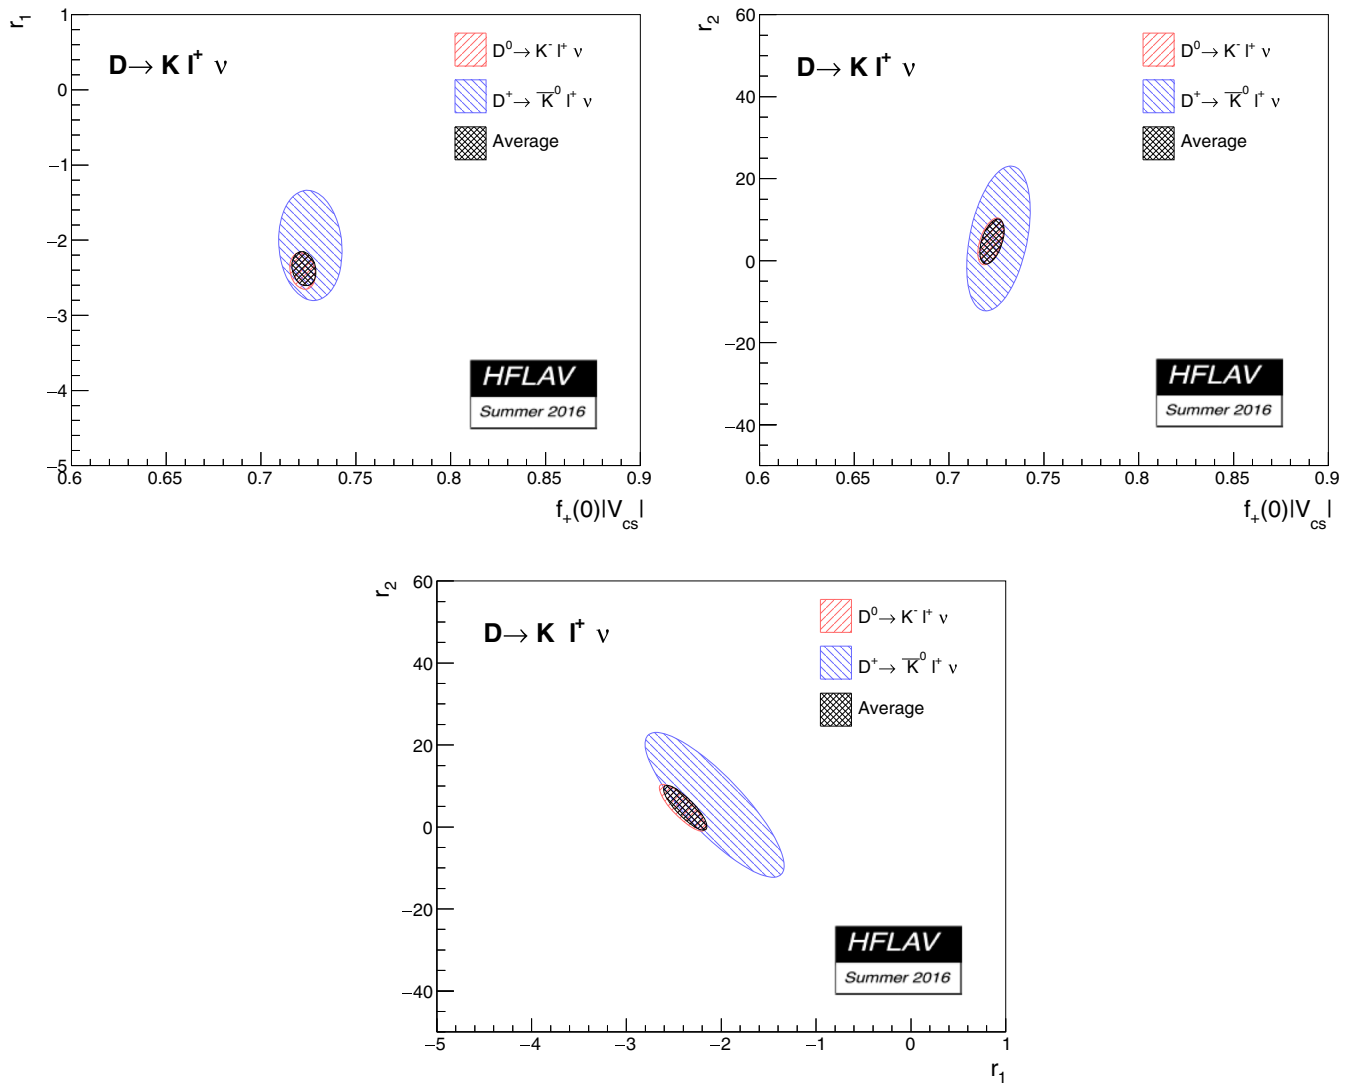 r₁
1
0
−1
−2
−3
−4
−5
D→ K l⁺ ν
D⁰→ K⁻ l⁺ ν
D⁺→ K̅⁰ l⁺ ν
Average
HFLAV
Summer 2016
0.6 0.7 0.75 0.8 0.85 0.9
f₊(0)|V_cs|
r₂
60
40
20
0
−20
−40
D→ K l⁺ ν
D⁰→ K⁻ l⁺ ν
D⁺→ K̅⁰ l⁺ ν
Average
HFLAV
Summer 2016
0.6 0.65 0.7 0.75 0.8 0.85 0.9
f₊(0)|V_cs|
r₂
60
40
20
0
−20
−40
D→ K l⁺ ν
D⁰→ K⁻ l⁺ ν
D⁺→ K̅⁰ l⁺ ν
Average
HFLAV
Summer 2016
−5 −4 −3 −2 −1 0 1
r₁